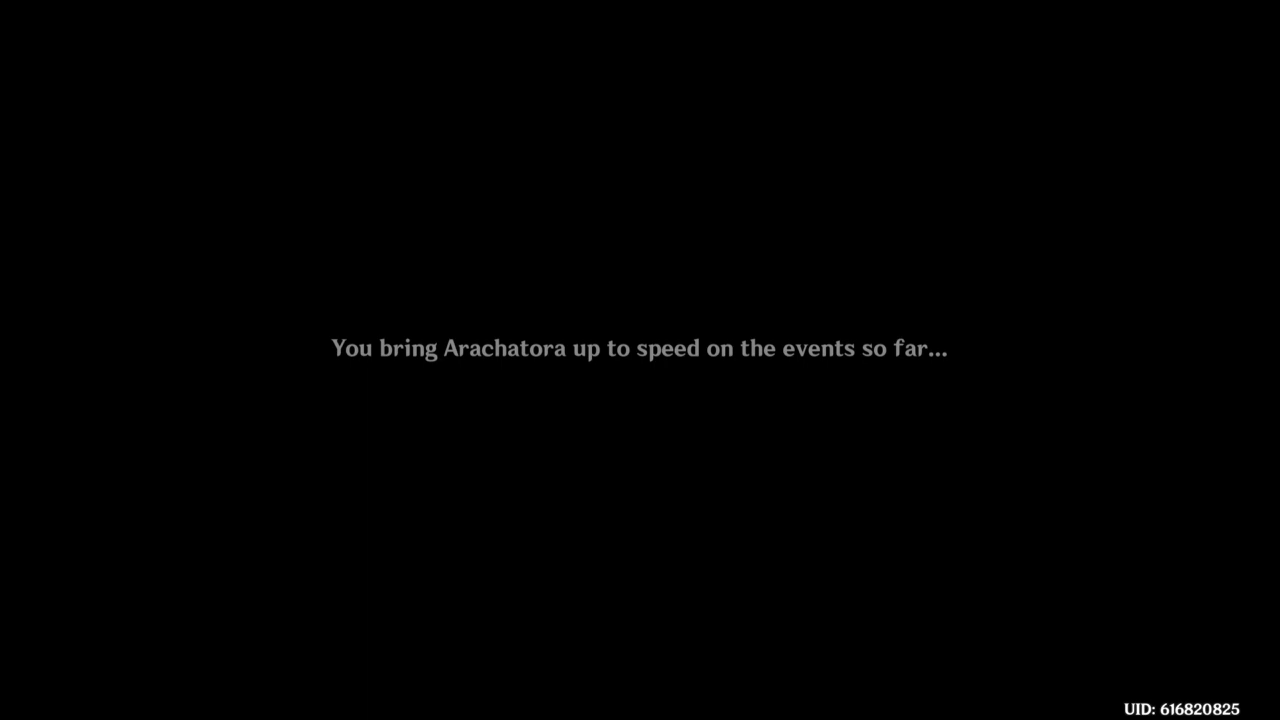 You bring Arachatora up to speed on the events so far...
UID: 616820825